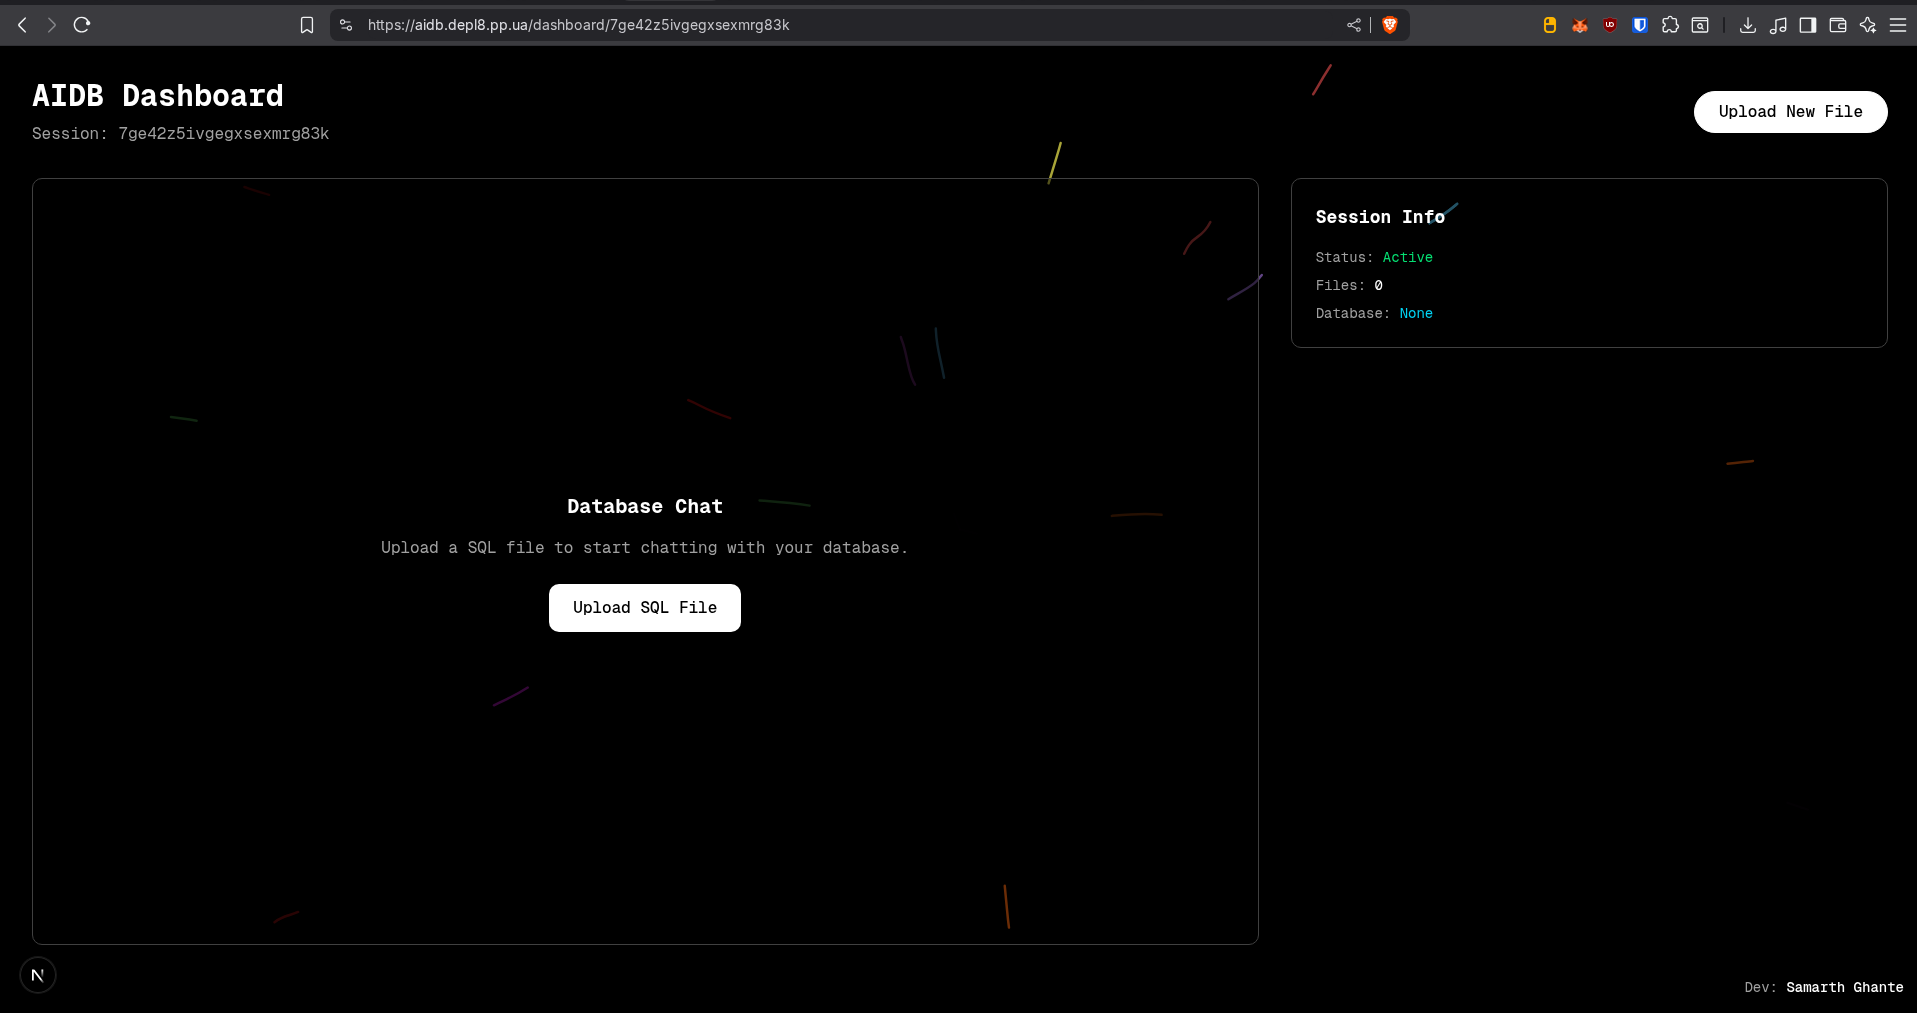 https://aidb.depl8.pp.ua/dashboard/7ge42z5ivgegxsexmrg83k
AIDB Dashboard
Session: 7ge42z5ivgegxsexmrg83k
Upload New File
Database Chat
Upload a SQL file to start chatting with your database.
Upload SQL File
Session Info
Status: Active
Files: 0
Database: None
N
Dev: Samarth Ghante